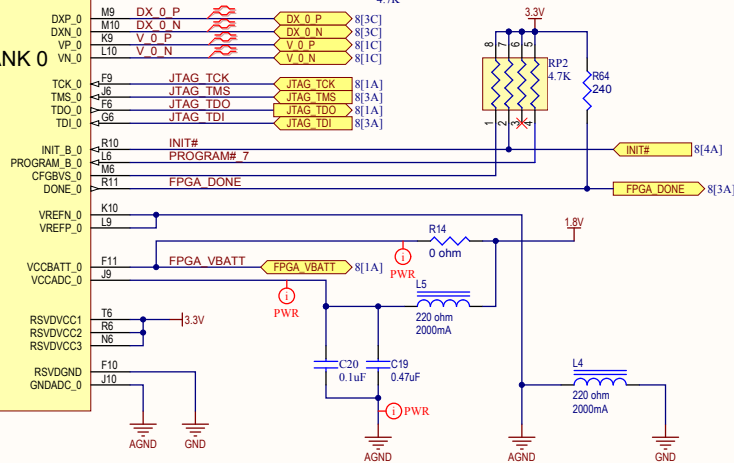 4.7K
DXP_0 M9 DX_0_P DX_0_P 8[3C]
DXN_0 M10 DX_0_N DX_0_N 8[3C]
VP_0 K9 V_0_P V_0_P 8[1C]
VN_0 L10 V_0_N V_0_N 8[1C]
ANK 0
3.3V
8 7 6 5
RP2
4.7K
R64
240
1 2 3 4
TCK_0 F9 JTAG_TCK JTAG_TCK 8[1A]
TMS_0 J6 JTAG_TMS JTAG_TMS 8[3A]
TDO_0 F6 JTAG_TDO JTAG_TDO 8[1A]
TDI_0 G6 JTAG_TDI JTAG_TDI 8[3A]
INIT_B_0 R10 INIT# INIT# 8[4A]
PROGRAM_B_0 L6 PROGRAM#_7
CFGBVS_0 M6
DONE_0 R11 FPGA_DONE FPGA_DONE 8[3A]
VREFN_0 K10
VREFP_0 L9
R14
0 ohm
1.8V
VCCBATT_0 F11 FPGA_VBATT FPGA_VBATT 8[1A]
VCCADC_0 J9
i PWR
i PWR
L5
220 ohm
2000mA
RSVDVCC1 T6 3.3V
RSVDVCC2 R6
RSVDVCC3 N6
C20
0.1uF
C19
0.47uF
L4
220 ohm
2000mA
RSVDGND F10
GNDADC_0 J10
i PWR
AGND GND AGND AGND GND